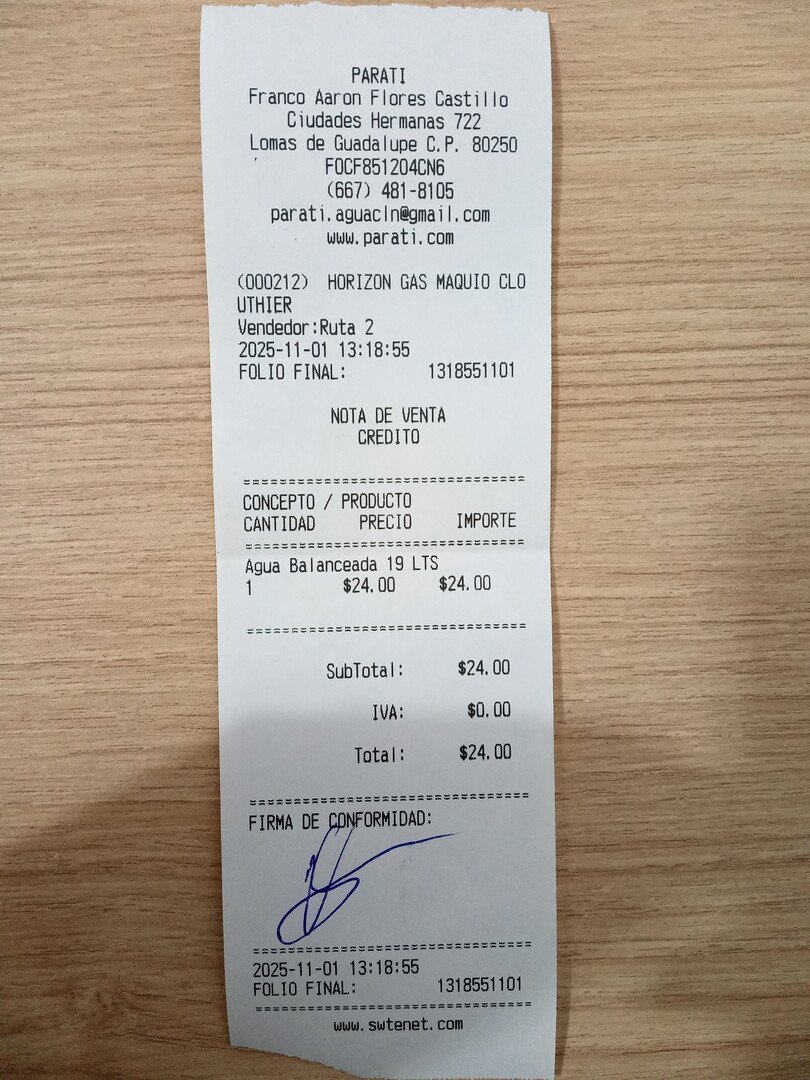 PARATI
Franco Aaron Flores Castillo
Ciudades Hermanas 722
Lomas de Guadalupe C.P. 80250
FOCF851204CN6
(667) 481-8105
parati.aguacln@gmail.com
www.parati.com
(000212) HORIZON GAS MAQUIO CLO
UTHIER
Vendedor:Ruta 2
2025-11-01 13:18:55
FOLIO FINAL: 1318551101
NOTA DE VENTA
CREDITO
===============================
CONCEPTO / PRODUCTO
CANTIDAD PRECIO IMPORTE
===============================
Agua Balanceada 19 LTS
1 $24.00 $24.00
===============================
SubTotal: $24.00
IVA: $0.00
Total: $24.00
===============================
FIRMA DE CONFORMIDAD:
===============================
2025-11-01 13:18:55
FOLIO FINAL: 1318551101
===============================
www.swtenet.com